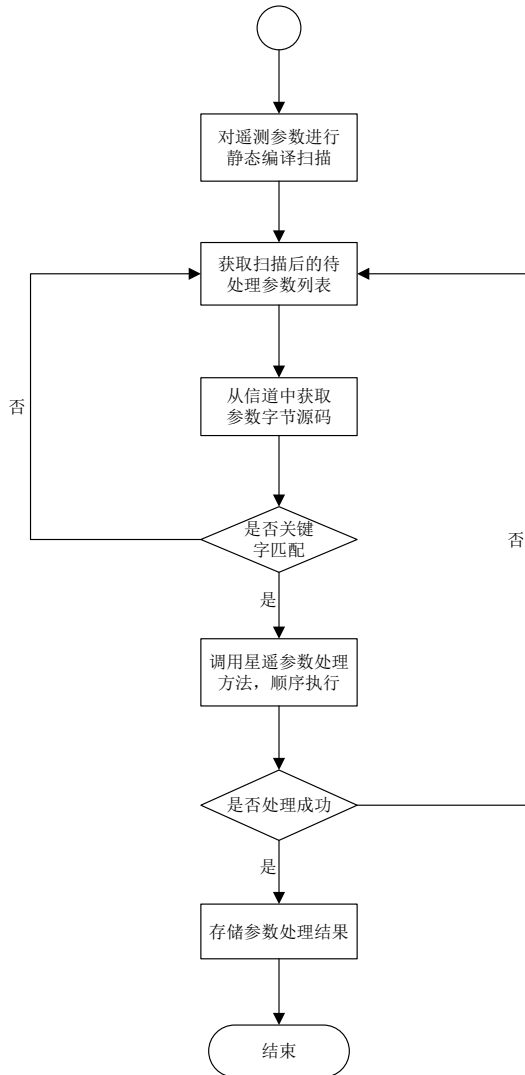 对遥测参数进行
静态编译扫描
获取扫描后的待
处理参数列表
从信道中获取
参数字节源码
否
是否关键
字匹配
否
是
调用星遥参数处理
方法，顺序执行
是否处理成功
是
存储参数处理结果
结束